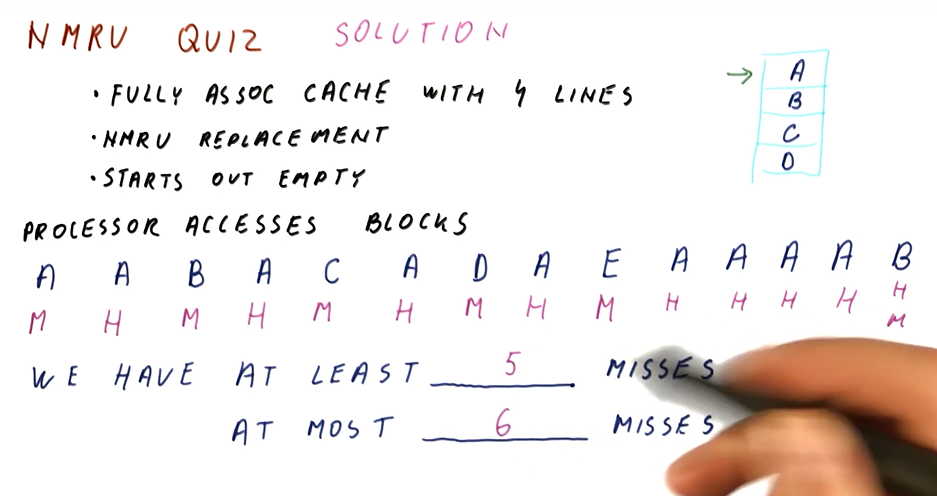 NMRU QUIZ SOLUTION
• FULLY ASSOC CACHE WITH 4 LINES
• NMRU REPLACEMENT
• STARTS OUT EMPTY
→ A
B
C
D
PROCESSOR ACCESSES BLOCKS
A A B A C A D A E A A A A B
M H M H M H M H M H H H H H
M
WE HAVE AT LEAST 5 MISSES
AT MOST 6 MISSES